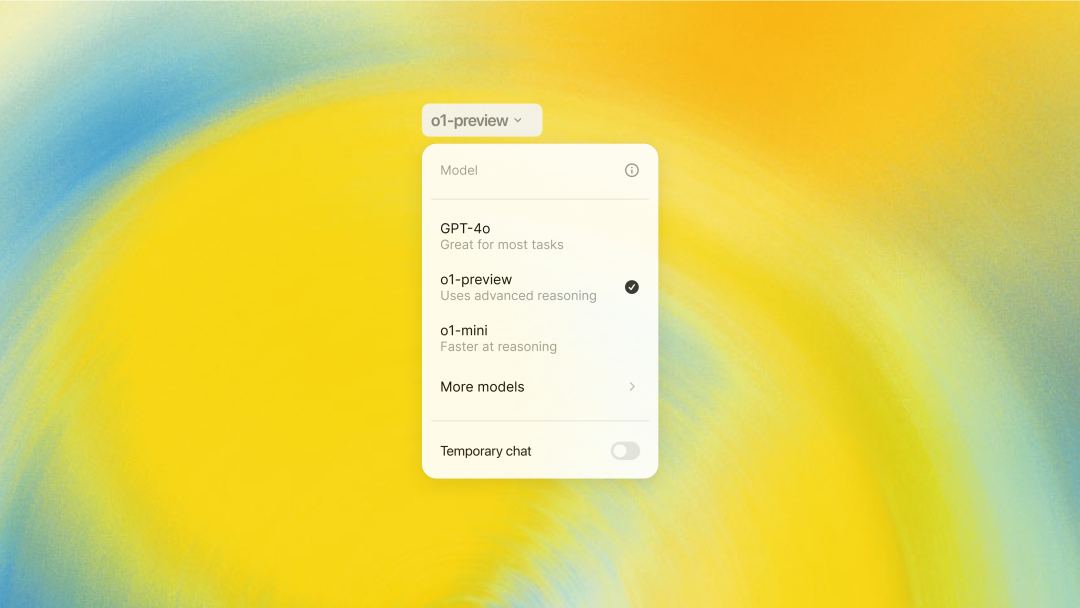 o1-preview
Model
GPT-4o
Great for most tasks
o1-preview
Uses advanced reasoning
o1-mini
Faster at reasoning
More models
Temporary chat